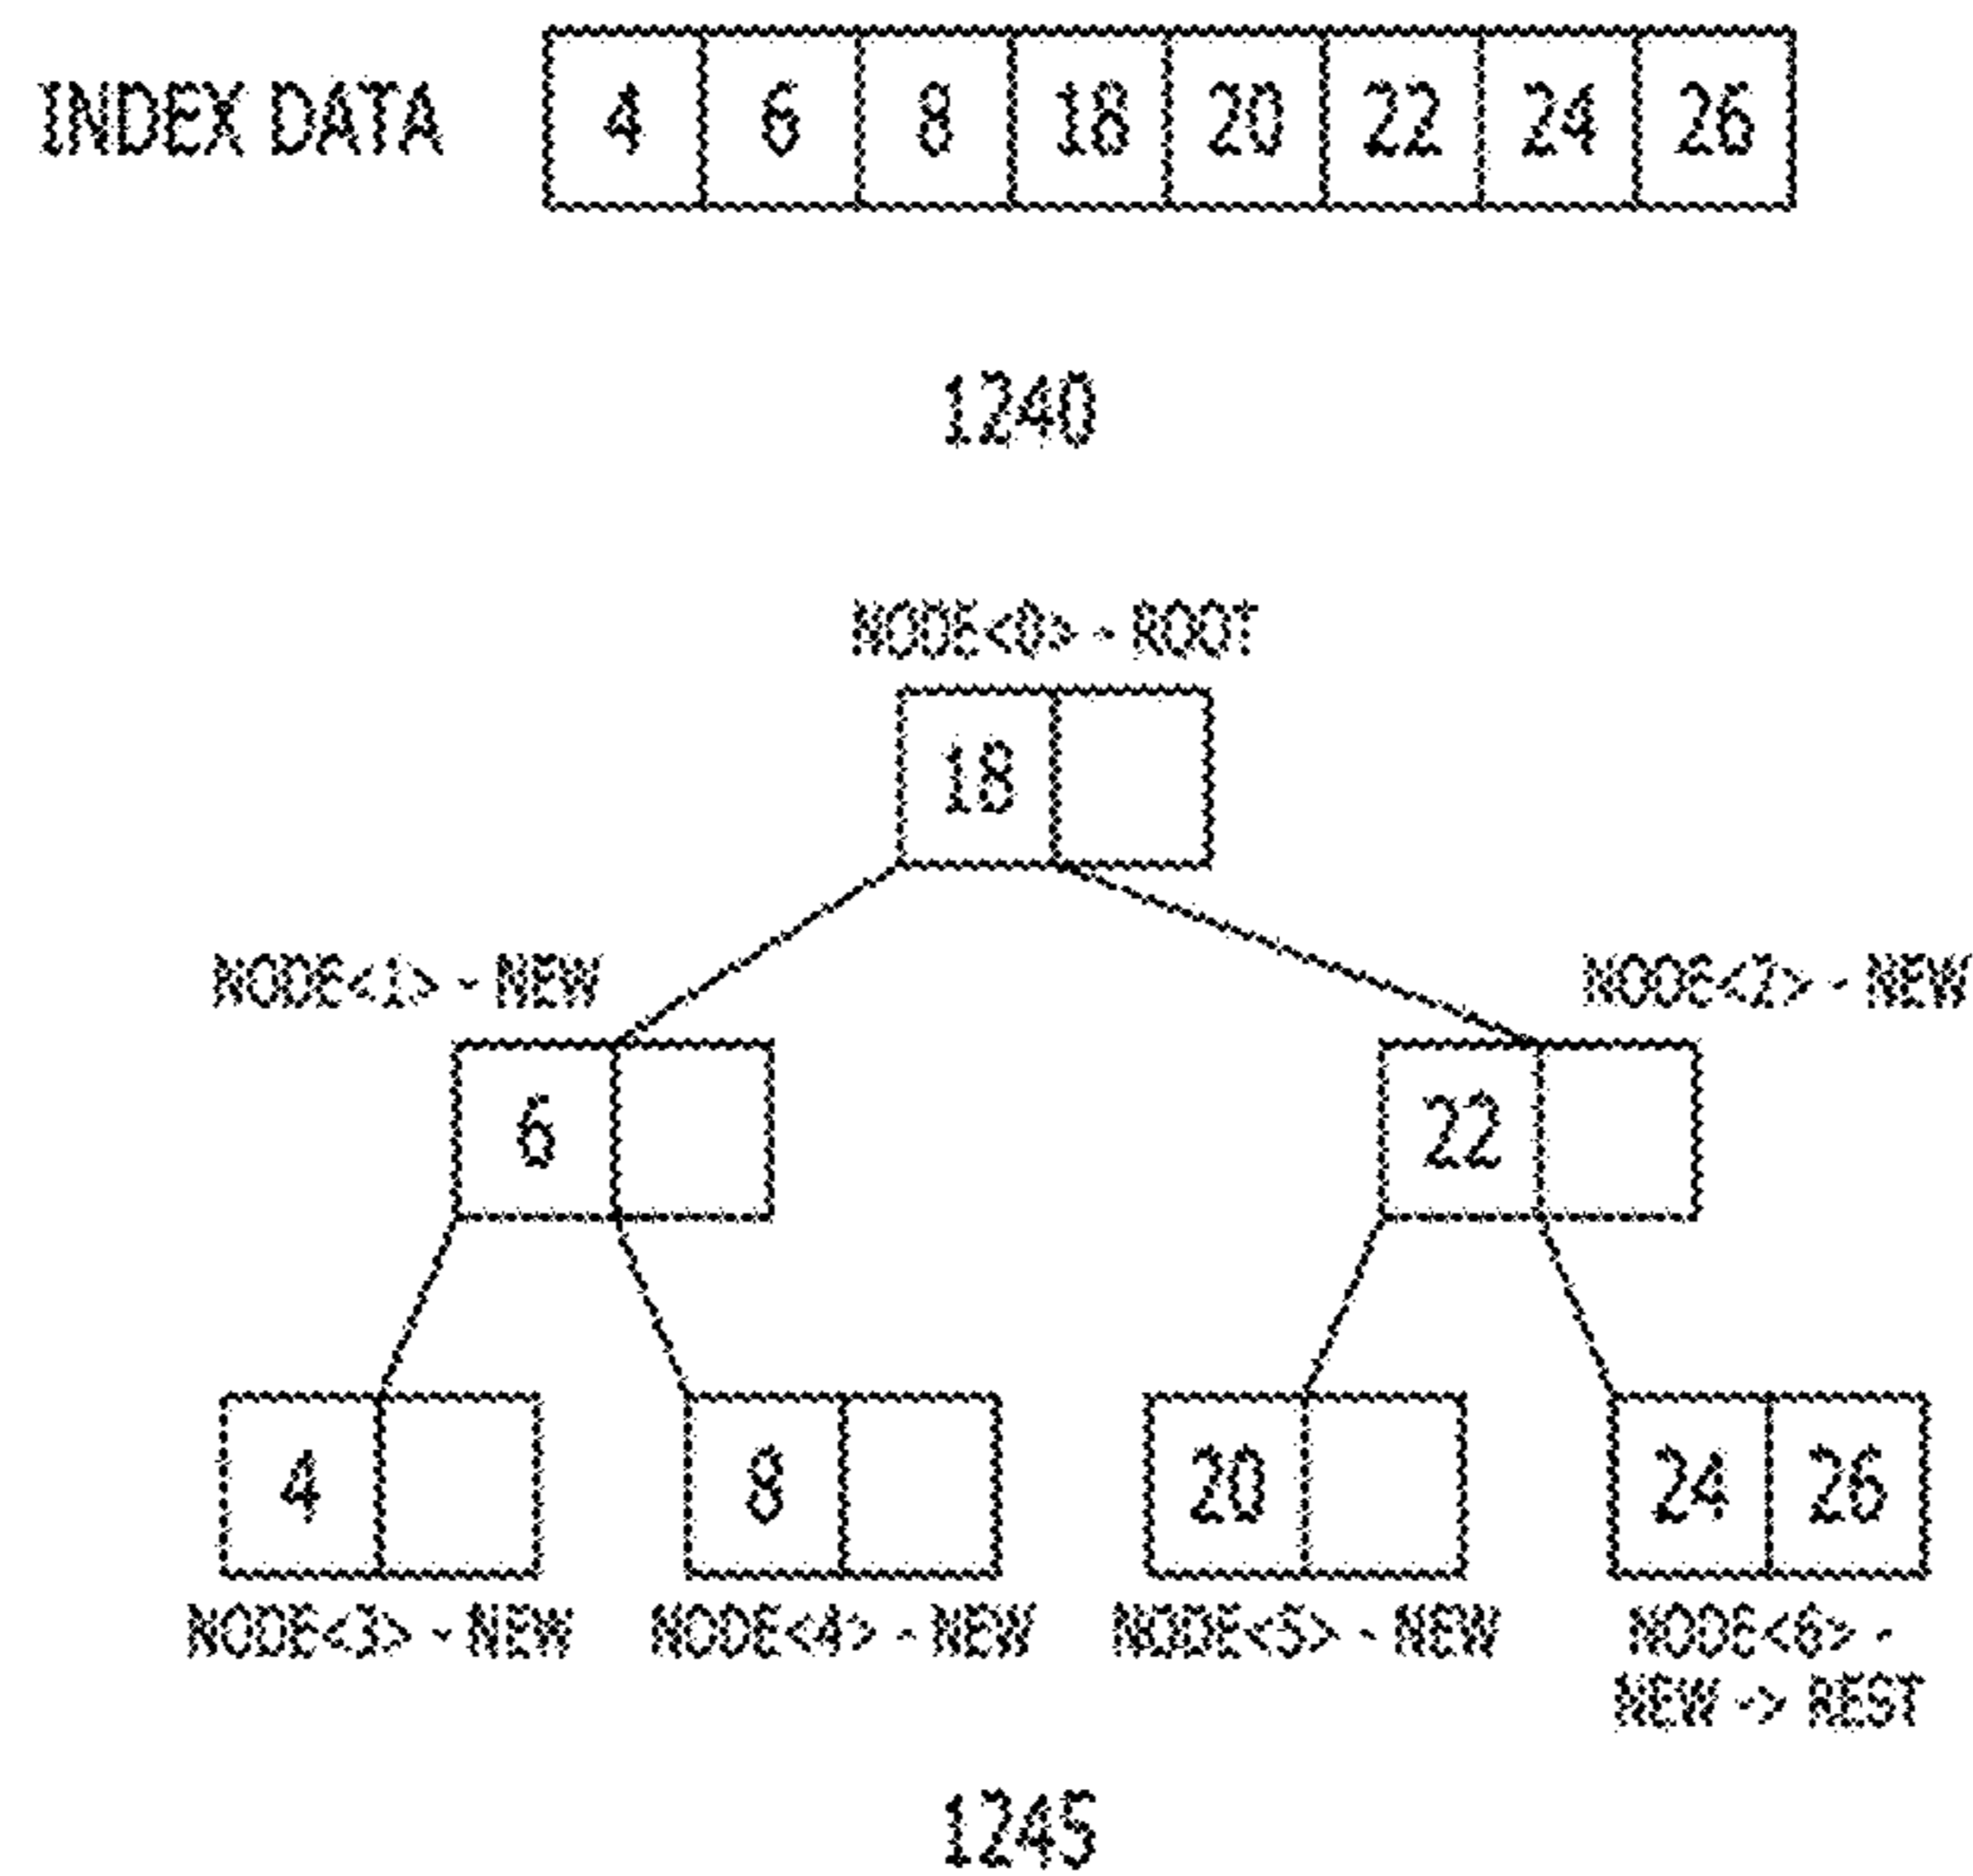 INDEX DATA 4 6 8 18 20 22 24 26
1240
NODE<0> - ROOT
18
NODE<1> - NEW NODE<2> - NEW
6 22
4 8 20 24 26
NODE<3> - NEW NODE<4> - NEW NODE<5> - NEW NODE<6> -
NEW -> REST
1245